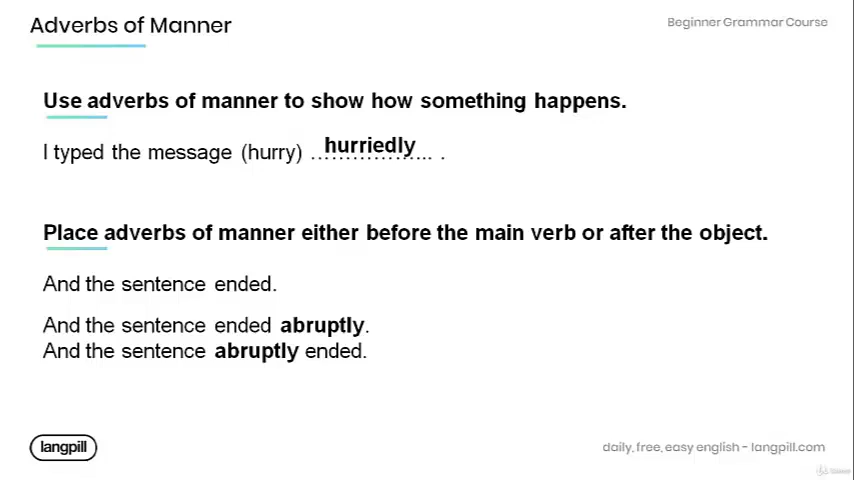 Adverbs of Manner
Beginner Grammar Course
Use adverbs of manner to show how something happens.
I typed the message (hurry) ...hurriedly... .
Place adverbs of manner either before the main verb or after the object.
And the sentence ended.
And the sentence ended abruptly.
And the sentence abruptly ended.
langpill
daily, free, easy english - langpill.com